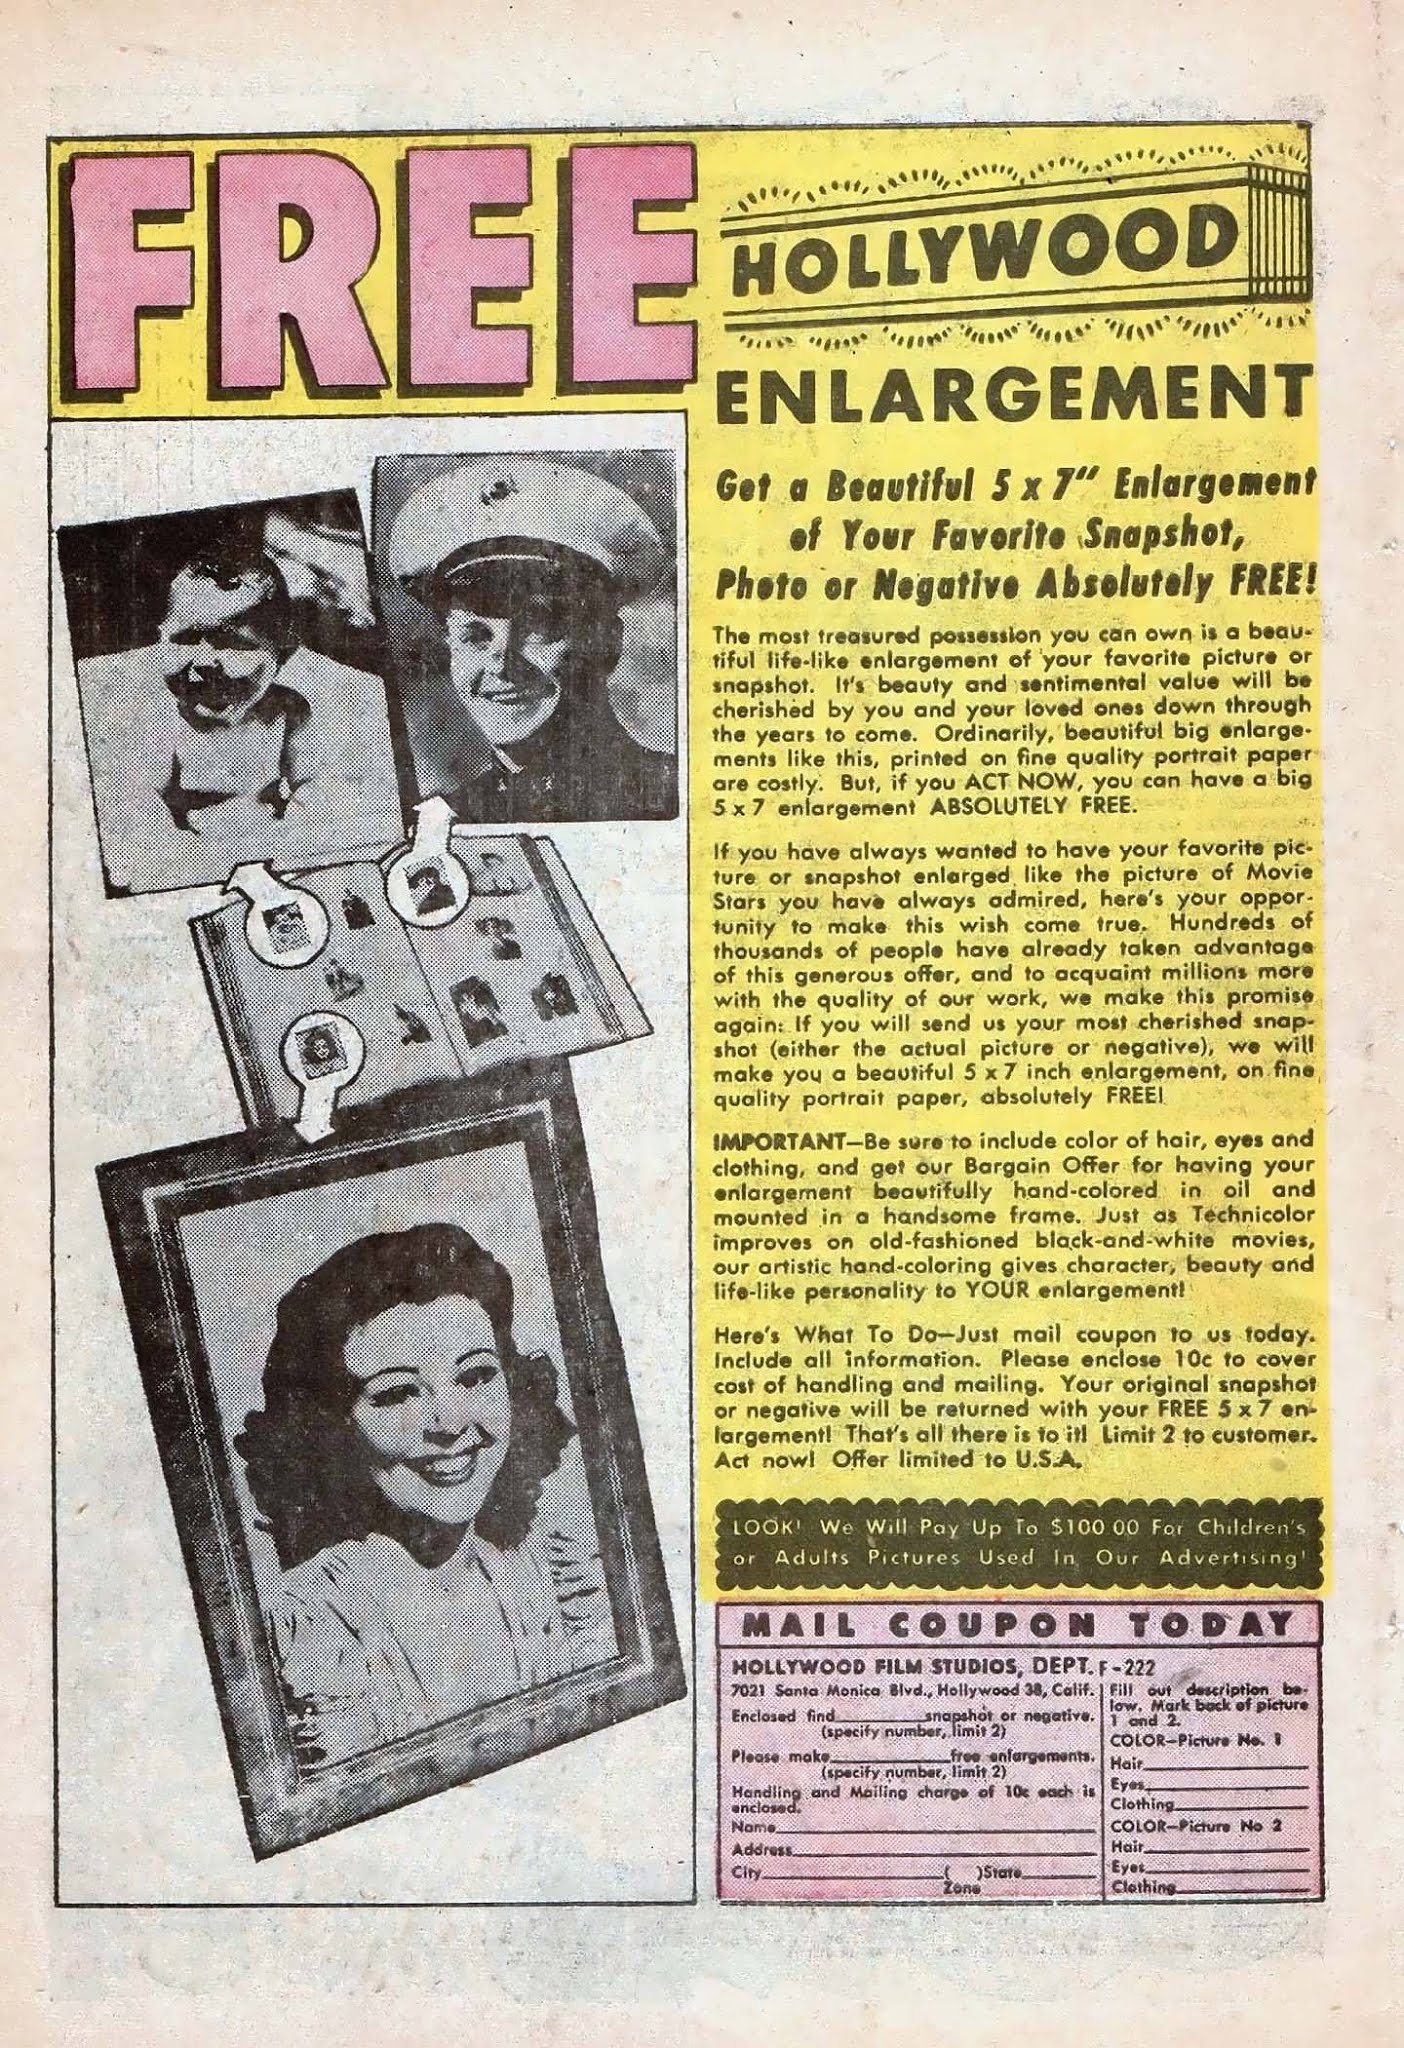 FREE
HOLLYWOOD
ENLARGEMENT
Get a Beautiful 5 x 7" Enlargement
of Your Favorite Snapshot,
Photo or Negative Absolutely FREE!
The most treasured possession you can own is a beau-
tiful life-like enlargement of your favorite picture or
snapshot. It's beauty and sentimental value will be
cherished by you and your loved ones down through
the years to come. Ordinarily, beautiful big enlarge-
ments like this, printed on fine quality portrait paper
are costly. But, if you ACT NOW, you can have a big
5 x 7 enlargement ABSOLUTELY FREE.
If you have always wanted to have your favorite pic-
ture or snapshot enlarged like the picture of Movie
Stars you have always admired, here's your oppor-
tunity to make this wish come true. Hundreds of
thousands of people have already taken advantage
of this generous offer, and to acquaint millions more
with the quality of our work, we make this promise
again: If you will send us your most cherished snap-
shot (either the actual picture or negative), we will
make you a beautiful 5 x 7 inch enlargement, on fine
quality portrait paper, absolutely FREE!
IMPORTANT—Be sure to include color of hair, eyes and
clothing, and get our Bargain Offer for having your
enlargement beautifully hand-colored in oil and
mounted in a handsome frame. Just as Technicolor
improves on old-fashioned black-and-white movies,
our artistic hand-coloring gives character, beauty and
life-like personality to YOUR enlargement!
Here's What To Do—Just mail coupon to us today.
Include all information. Please enclose 10c to cover
cost of handling and mailing. Your original snapshot
or negative will be returned with your FREE 5 x 7 en-
largement! That's all there is to it! Limit 2 to customer.
Act now! Offer limited to U.S.A.
LOOK! We Will Pay Up To $100 00 For Children's
or Adults Pictures Used In Our Advertising!
MAIL COUPON TODAY
HOLLYWOOD FILM STUDIOS, DEPT. F-222
7021 Santa Monica Blvd., Hollywood 38, Calif.
Enclosed find__________snapshot or negative.
(specify number, limit 2)
Please make__________free enlargements.
(specify number, limit 2)
Handling and Mailing charge of 10c each is
enclosed.
Name__________
Address__________
City__________( )State__________
Zone
Fill out description be-
low. Mark back of picture
1 and 2.
COLOR—Picture No. 1
Hair__________
Eyes__________
Clothing__________
COLOR—Picture No 2
Hair__________
Eyes__________
Clothing__________